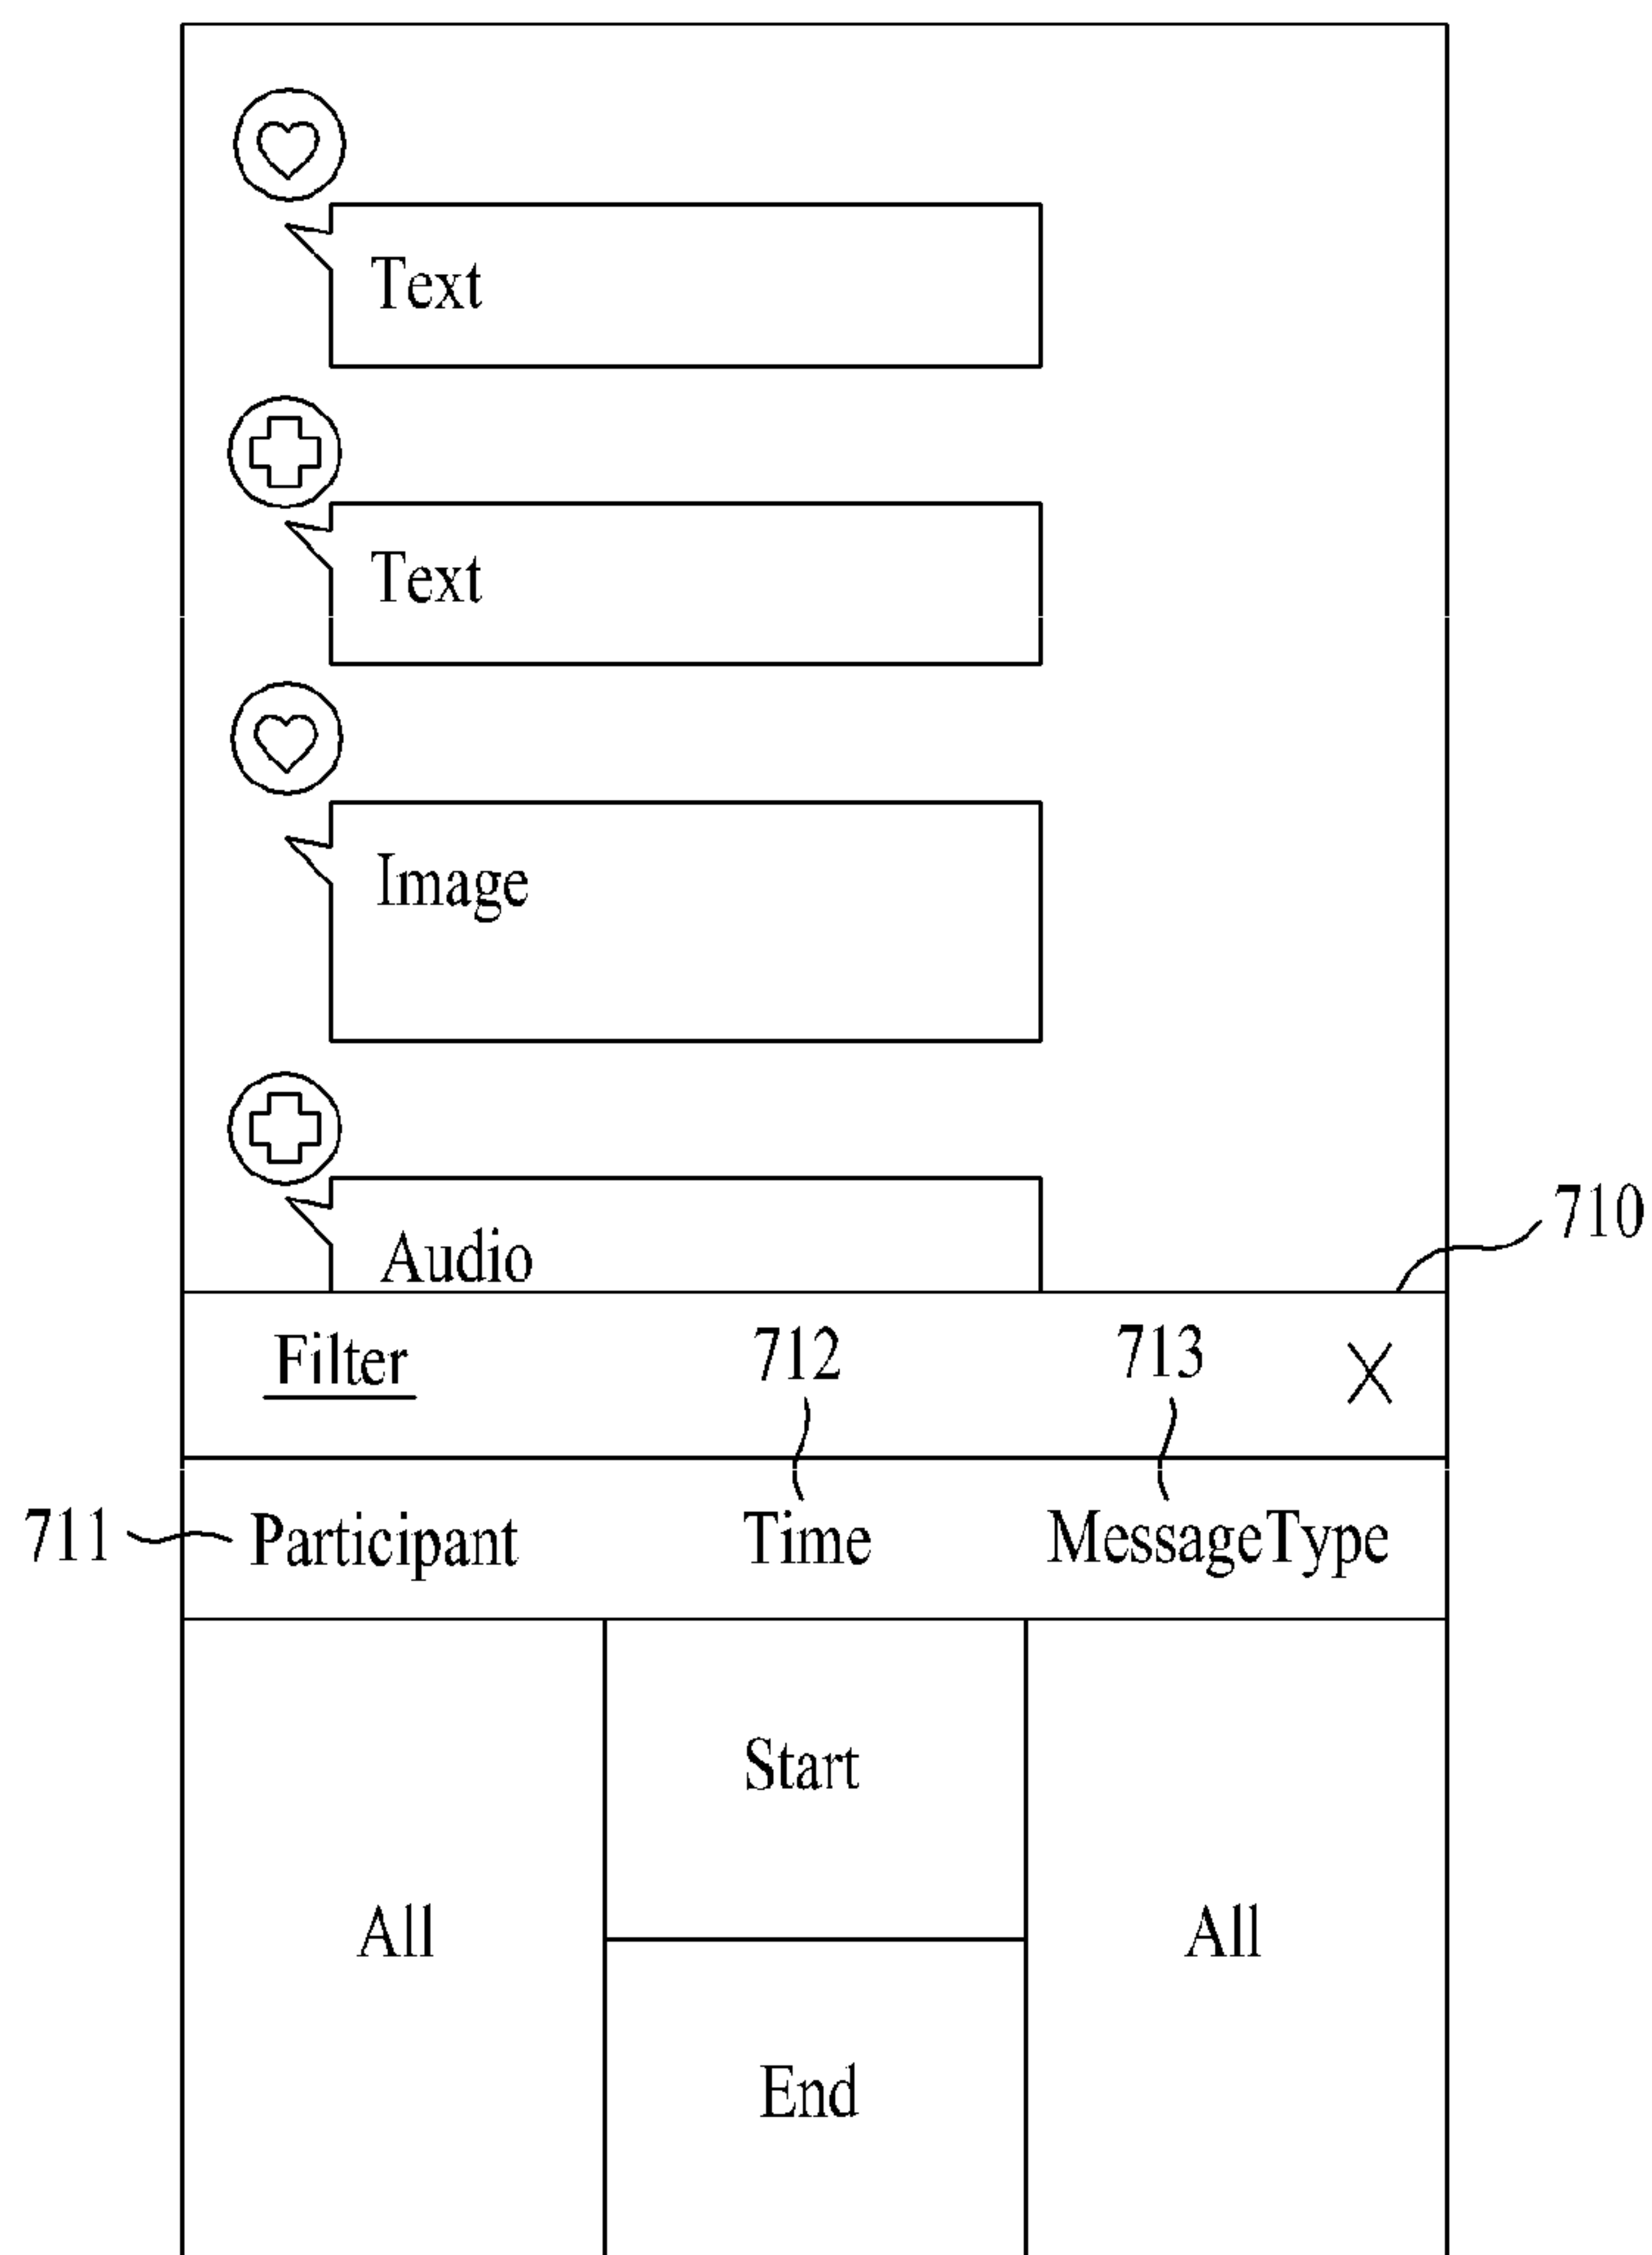 Text
Text
Image
Audio
710
Filter 712 713 X
711 Participant Time MessageType
Start
All All
End